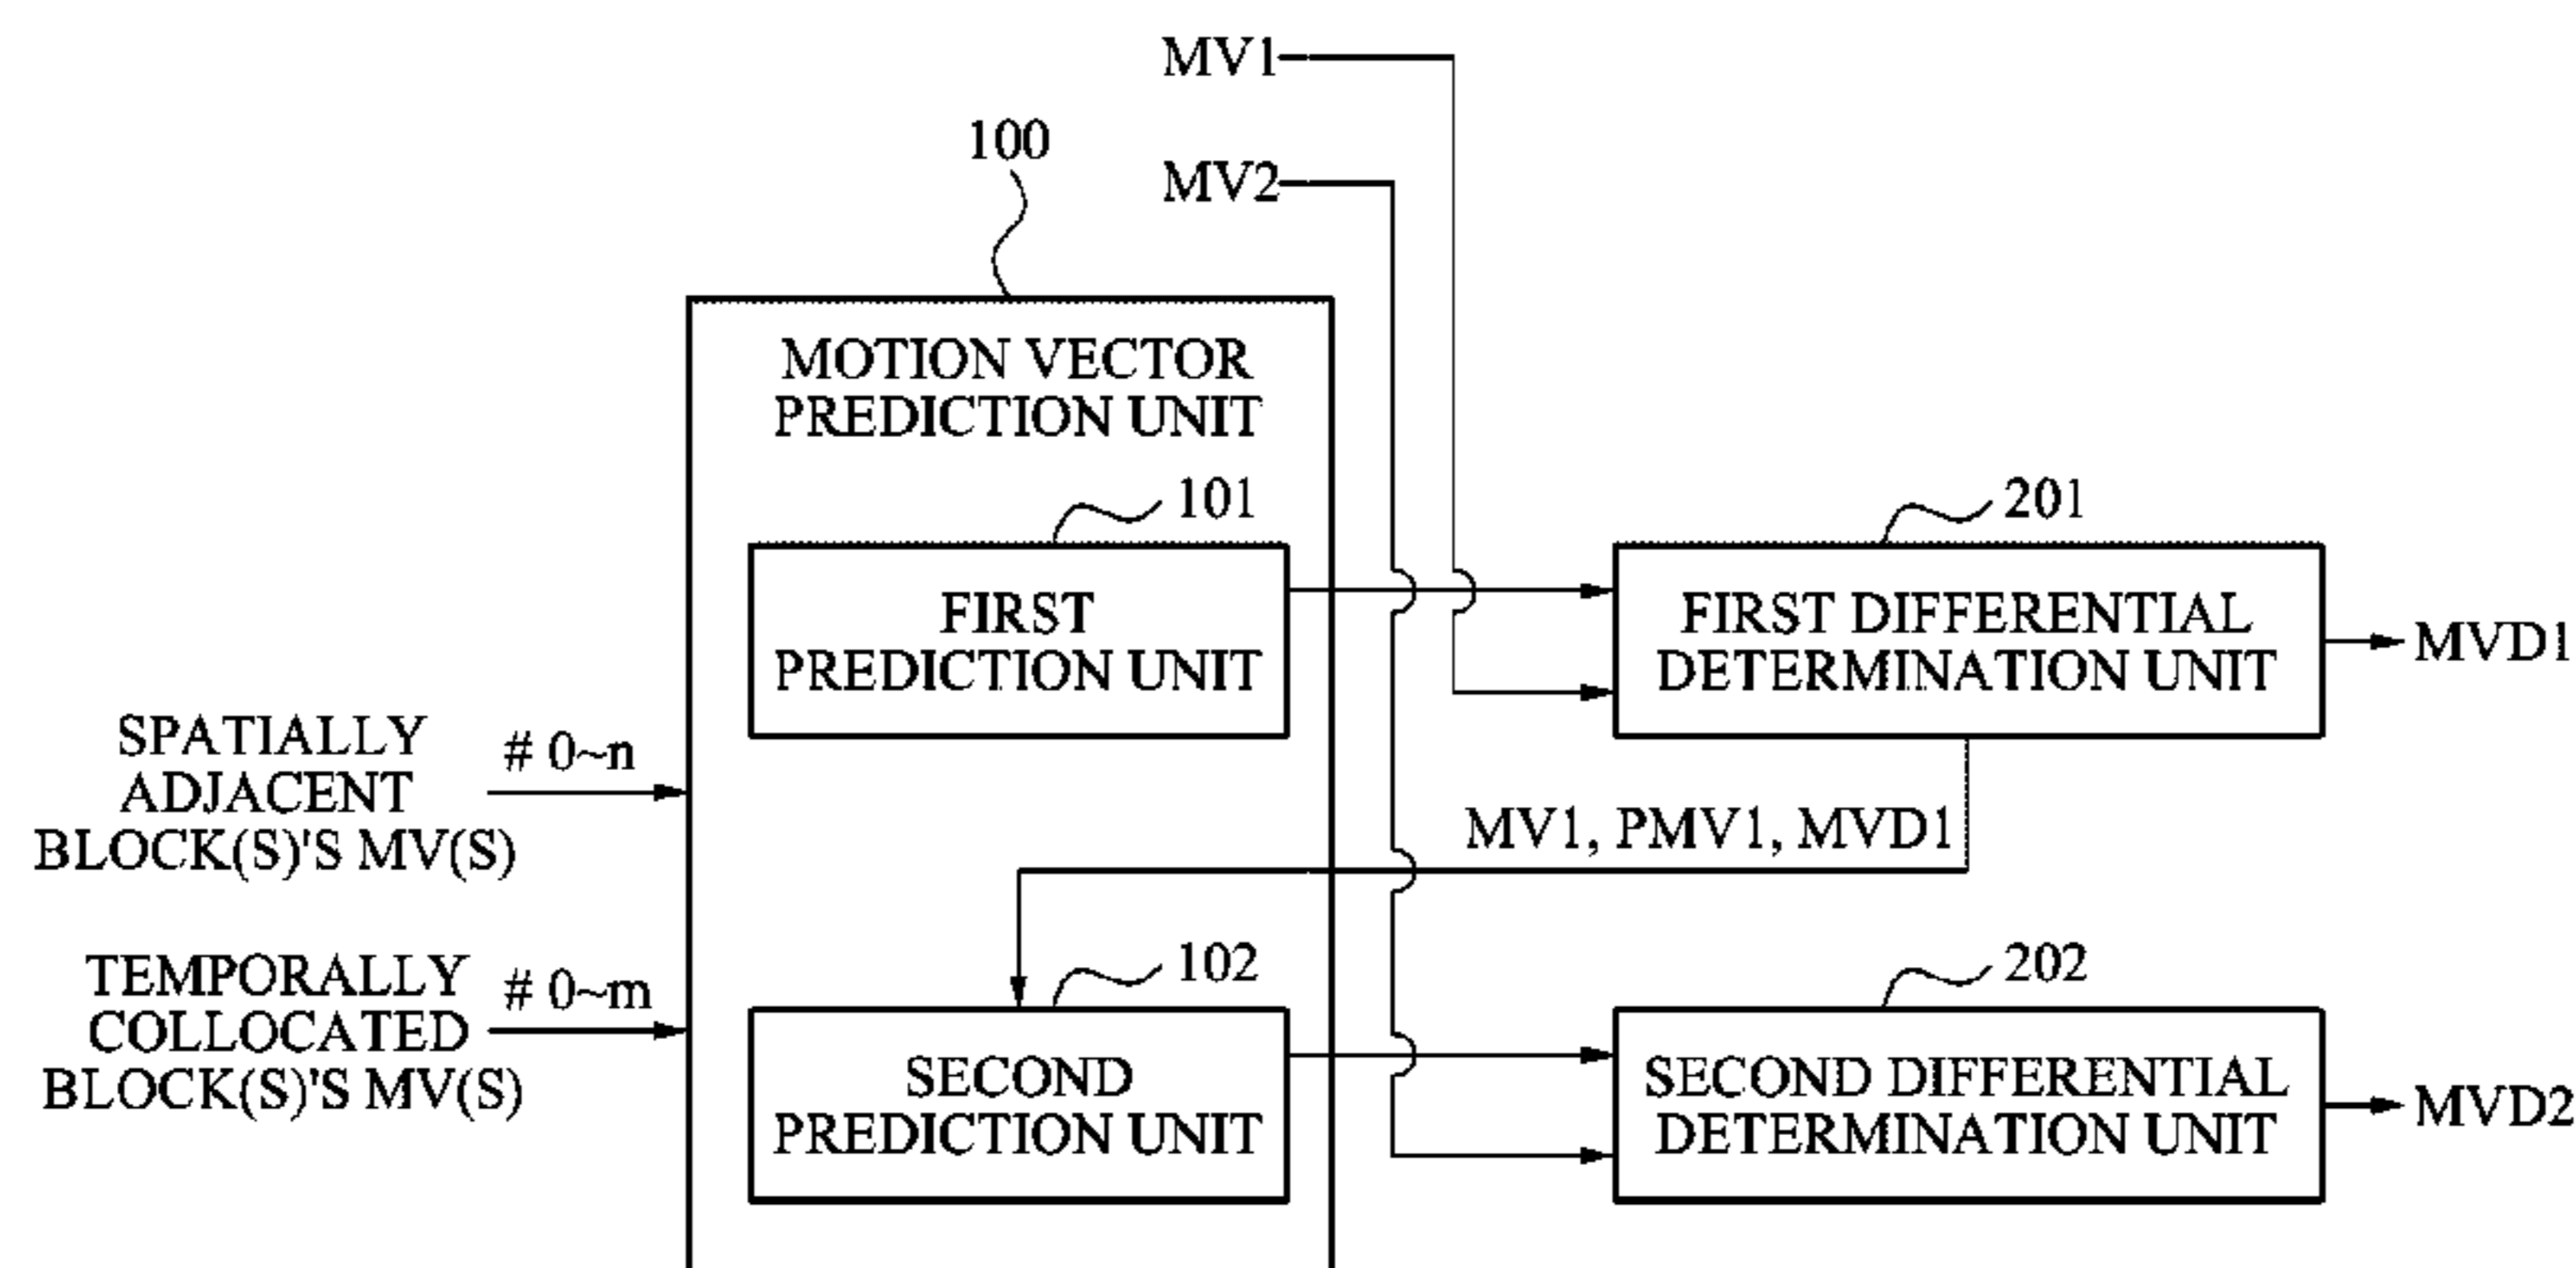 MV1
100
MV2
MOTION VECTOR
PREDICTION UNIT
101
201
FIRST
PREDICTION UNIT
FIRST DIFFERENTIAL
DETERMINATION UNIT
MVD1
SPATIALLY
ADJACENT
BLOCK(S)'S MV(S)
# 0~n
MV1, PMV1, MVD1
TEMPORALLY
COLLOCATED
BLOCK(S)'S MV(S)
# 0~m
102
202
SECOND
PREDICTION UNIT
SECOND DIFFERENTIAL
DETERMINATION UNIT
MVD2